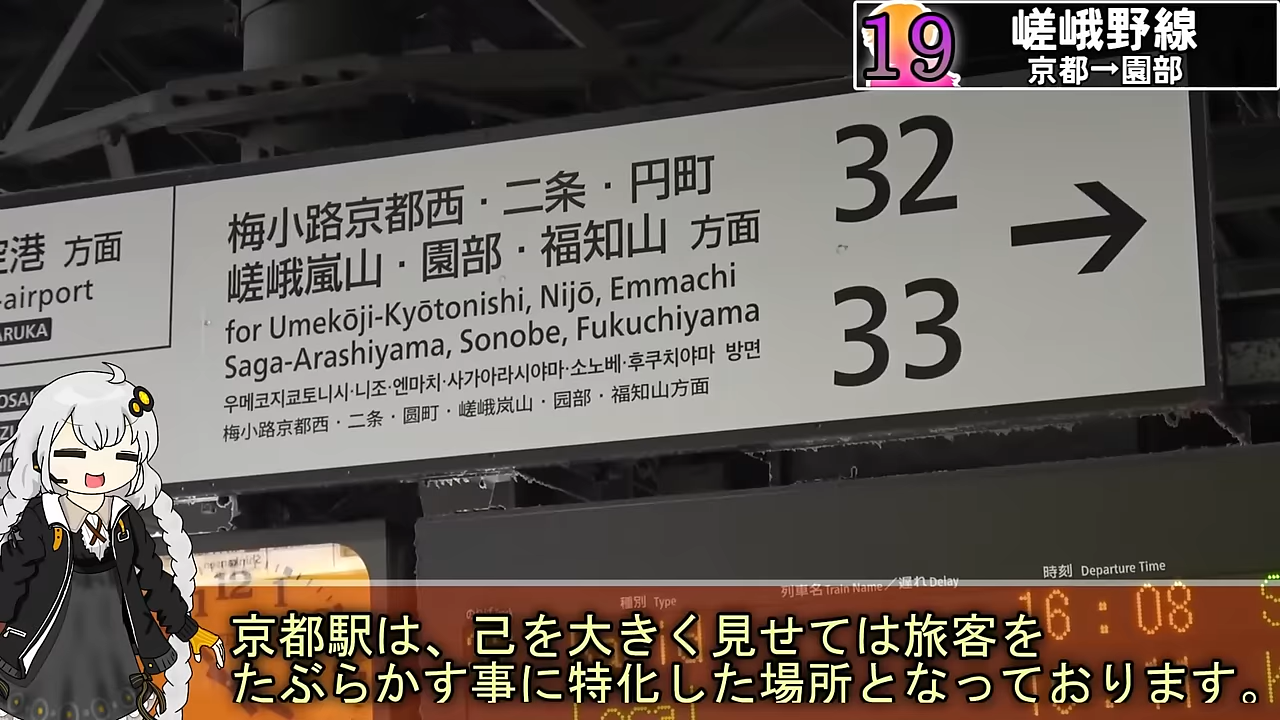 19
嵯峨野線
京都→園部
空港 方面
-airport
ARUKA
梅小路京都西・二条・円町
嵯峨嵐山・園部・福知山 方面
for Umekōji-Kyōtonishi, Nijō, Emmachi
Saga-Arashiyama, Sonobe, Fukuchiyama
우메코지쿄토니시·니조·엔마치·사가아라시야마·소노베·후쿠치야마 방면
梅小路京都西・二条・圆町・嵯峨岚山・园部・福知山方面
32
33
→
12
1
種別 Type
列車名 Train Name／遅れ Delay
時刻 Departure Time
16:08
京都駅は、己を大きく見せては旅客を
たぶらかす事に特化した場所となっております。